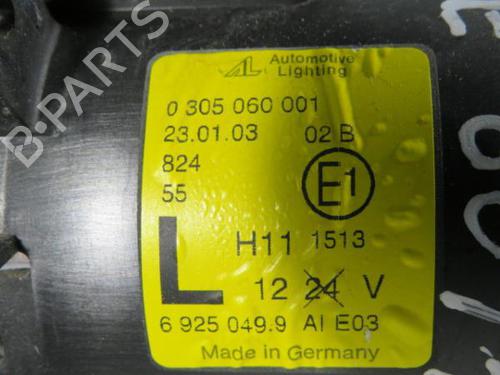 Automotive
Lighting
0 305 060 001
23.01.03 02 B
824
55
E1
L
H11 1513
12 24 V
6 925 049.9 AI E03
Made in Germany